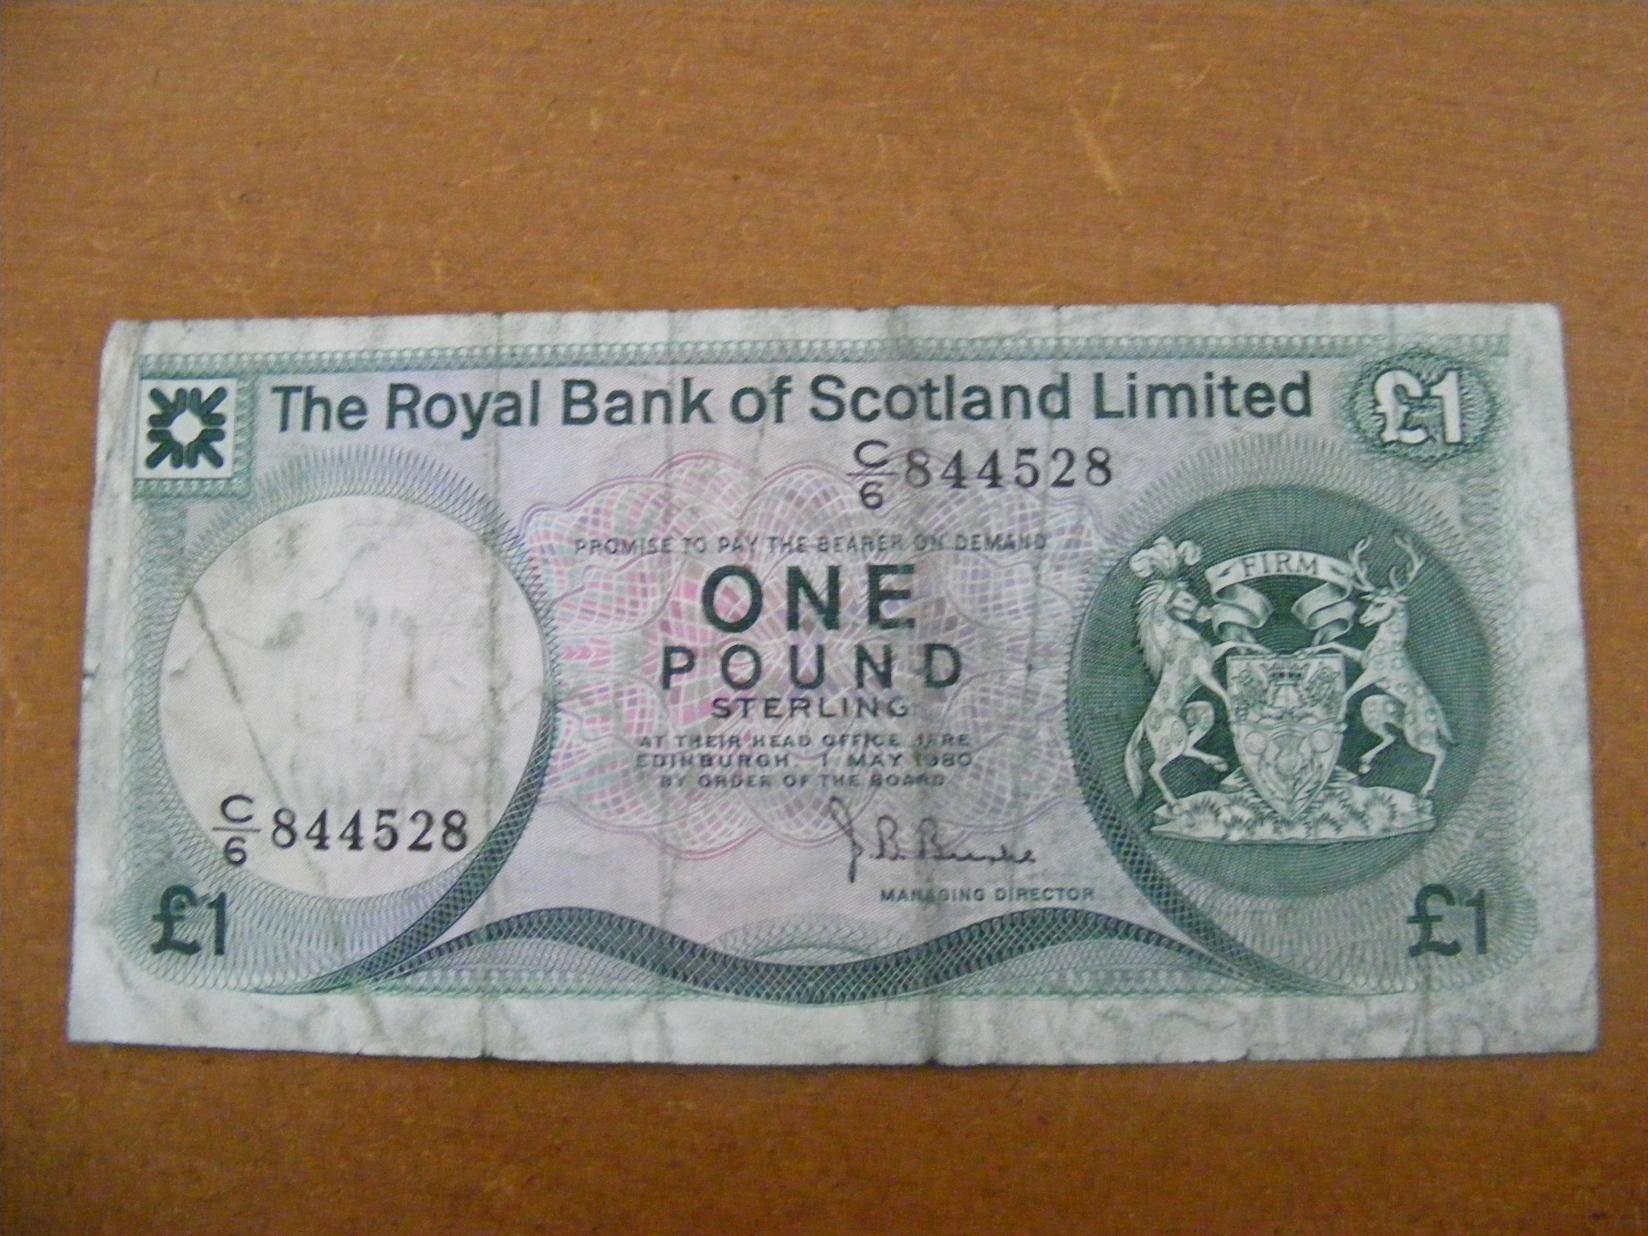 The Royal Bank of Scotland Limited
£1
C/6 844528
PROMISE TO PAY THE BEARER ON DEMAND
ONE
POUND
STERLING
AT THEIR HEAD OFFICE HERE
EDINBURGH, 1 MAY 1980
BY ORDER OF THE BOARD
FIRM
C/6 844528
J. B. Burke
MANAGING DIRECTOR
£1
£1